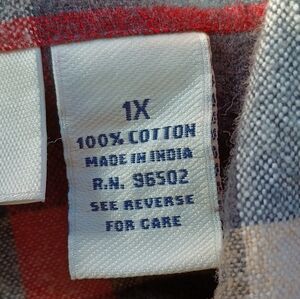 1X
100% COTTON
MADE IN INDIA
R.N. 96502
SEE REVERSE
FOR CARE